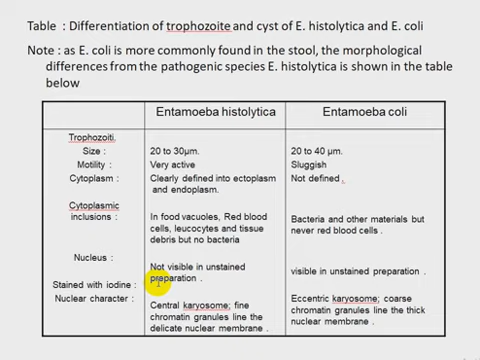 Table : Differentiation of trophozoite and cyst of E. histolytica and E. coli
Note : as E. coli is more commonly found in the stool, the morphological
differences from the pathogenic species E. histolytica is shown in the table
below
Entamoeba histolytica
Entamoeba coli
Trophozoiti.
Size :
20 to 30µm.
20 to 40 µm.
Motility :
Very active
Sluggish
Cytoplasm :
Clearly defined into ectoplasm
and endoplasm.
Not defined .
Cytoplasmic
inclusions :
In food vacuoles, Red blood
cells, leucocytes and tissue
debris but no bacteria
Bacteria and other materials but
never red blood cells .
Nucleus :
Not visible in unstained
preparation .
visible in unstained preparation .
Stained with iodine :
Nuclear character :
Central karyosome; fine
chromatin granules line the
delicate nuclear membrane .
Eccentric karyosome; coarse
chromatin granules line the thick
nuclear membrane .